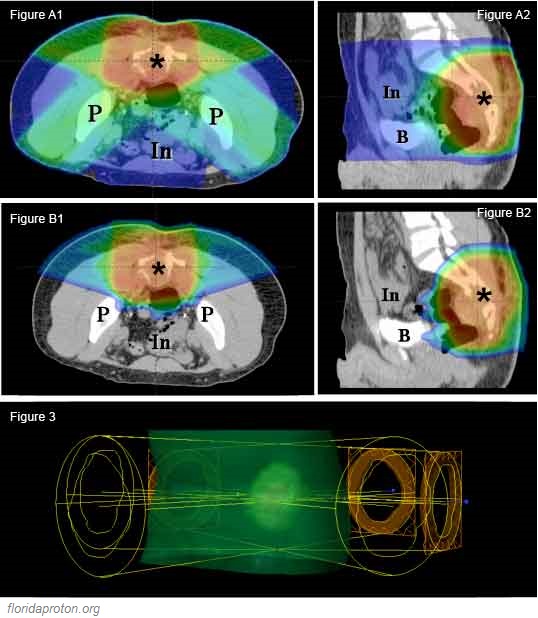 Figure A1
Figure A2
*
*
P
P
In
In
B
Figure B1
Figure B2
*
*
P
P
In
In
B
Figure 3
floridaproton.org